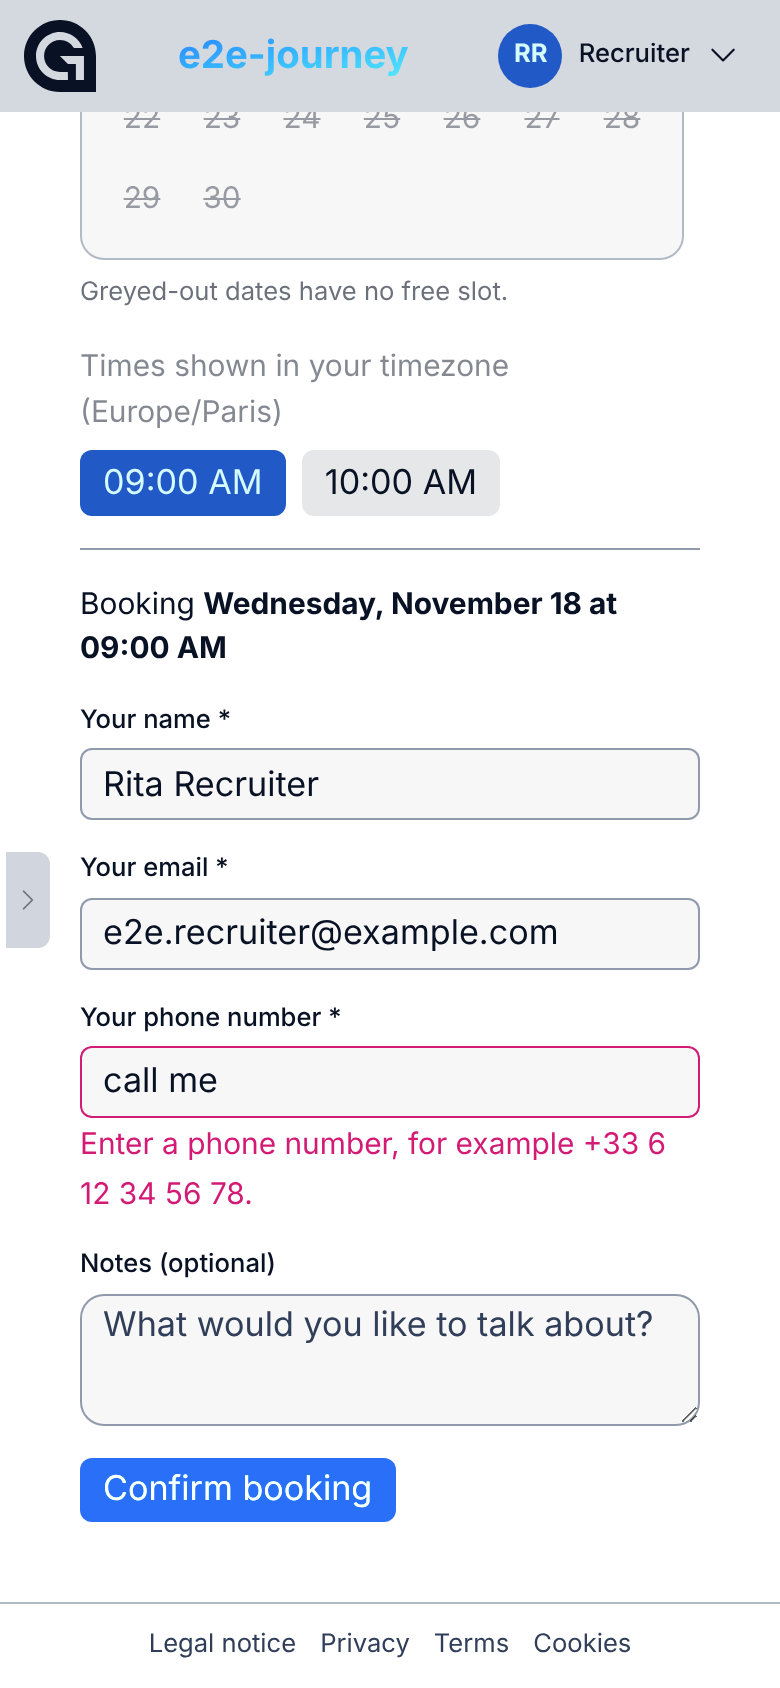 e2e-journey
RR Recruiter
22 23 24 25 26 27 28
29 30
Greyed-out dates have no free slot.
Times shown in your timezone
(Europe/Paris)
09:00 AM 10:00 AM
Booking Wednesday, November 18 at
09:00 AM
Your name *
Rita Recruiter
Your email *
e2e.recruiter@example.com
Your phone number *
call me
Enter a phone number, for example +33 6
12 34 56 78.
Notes (optional)
What would you like to talk about?
Confirm booking
Legal notice Privacy Terms Cookies